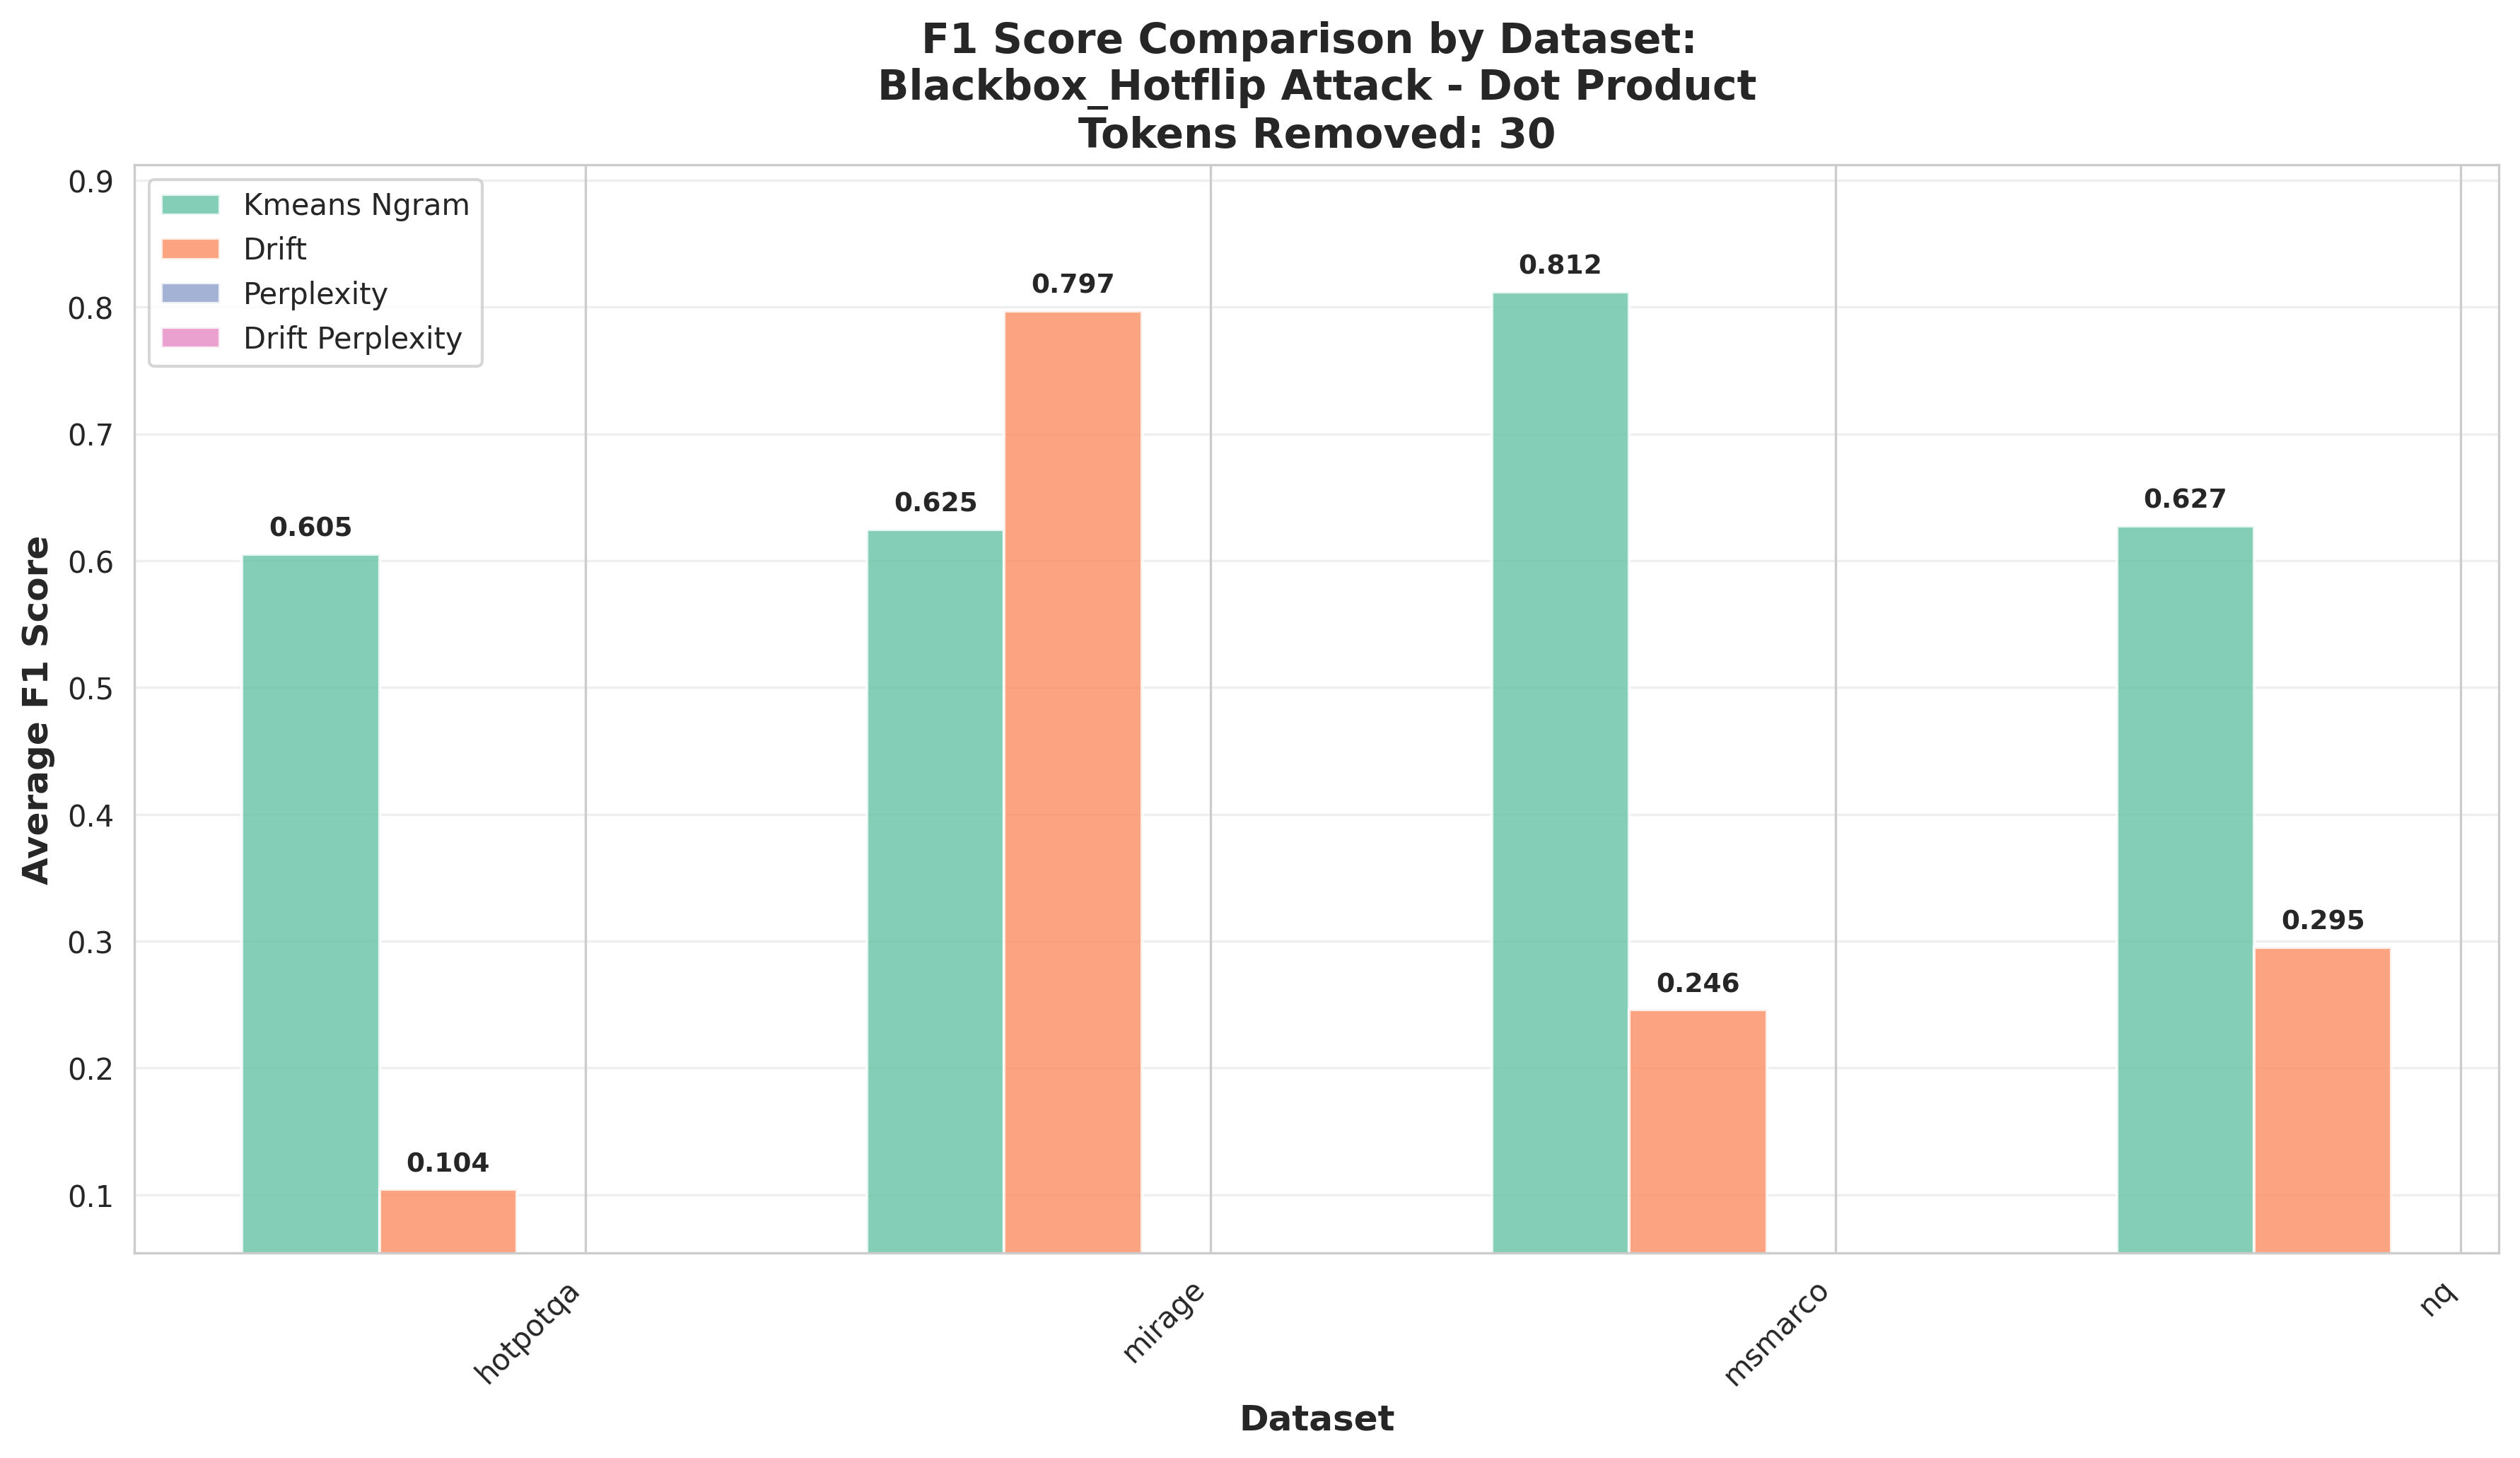 F1 Score Comparison by Dataset:
Blackbox_Hotflip Attack - Dot Product
Tokens Removed: 30
Kmeans Ngram
Drift
Perplexity
Drift Perplexity
Average F1 Score
0.9
0.8
0.7
0.6
0.5
0.4
0.3
0.2
0.1
0.605
0.104
0.625
0.797
0.812
0.246
0.627
0.295
hotpotqa
mirage
msmarco
nq
Dataset